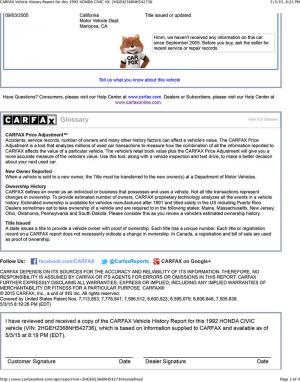 CARFAX Vehicle History Report for this 1992 HONDA CIVIC VX: 2HGEH2368NH542736
5/3/15, 8:21 PM
09/03/2005
California
Motor Vehicle Dept.
Mariposa, CA
Title issued or updated
Hmm, we haven't received any information on this car
since September 2005. Before you buy, ask the seller for
recent service or repair records.
CAR
FOX
Tell us what you know about this vehicle
Have Questions? Consumers, please visit our Help Center at www.carfax.com. Dealers or Subscribers, please visit our Help Center at
www.carfaxonline.com.
CARFAX Glossary
View Full Glossary
CARFAX Price Adjustment™
Accidents, service records, number of owners and many other history factors can affect a vehicle's value. The CARFAX Price
Adjustment is a tool that analyzes millions of used car transactions to measure how the combination of all the information reported to
CARFAX affects the value of a particular vehicle. The vehicle's retail book value plus the CARFAX Price Adjustment will give you a
more accurate measure of the vehicle's value. Use this tool, along with a vehicle inspection and test drive, to make a better decision
about your next used car.
New Owner Reported
When a vehicle is sold to a new owner, the Title must be transferred to the new owner(s) at a Department of Motor Vehicles.
Ownership History
CARFAX defines an owner as an individual or business that possesses and uses a vehicle. Not all title transactions represent
changes in ownership. To provide estimated number of owners, CARFAX proprietary technology analyzes all the events in a vehicle
history. Estimated ownership is available for vehicles manufactured after 1991 and titled solely in the US including Puerto Rico.
Dealers sometimes opt to take ownership of a vehicle and are required to in the following states: Maine, Massachusetts, New Jersey,
Ohio, Oklahoma, Pennsylvania and South Dakota. Please consider this as you review a vehicle's estimated ownership history.
Title Issued
A state issues a title to provide a vehicle owner with proof of ownership. Each title has a unique number. Each title or registration
record on a CARFAX report does not necessarily indicate a change in ownership. In Canada, a registration and bill of sale are used
as proof of ownership.
Follow Us: facebook.com/CARFAX @CarfaxReports CARFAX on Google+
CARFAX DEPENDS ON ITS SOURCES FOR THE ACCURACY AND RELIABILITY OF ITS INFORMATION. THEREFORE, NO
RESPONSIBILITY IS ASSUMED BY CARFAX OR ITS AGENTS FOR ERRORS OR OMISSIONS IN THIS REPORT. CARFAX
FURTHER EXPRESSLY DISCLAIMS ALL WARRANTIES, EXPRESS OR IMPLIED, INCLUDING ANY IMPLIED WARRANTIES OF
MERCHANTABILITY OR FITNESS FOR A PARTICULAR PURPOSE. CARFAX®
© 2015 CARFAX, Inc., a unit of IHS Inc. All rights reserved.
Covered by United States Patent Nos. 7,113,853; 7,778,841; 7,596,512, 8,600,823; 8,595,079; 8,606,648; 7,505,838.
5/3/15 8:19:28 PM (EDT)
I have reviewed and received a copy of the CARFAX Vehicle History Report for this 1992 HONDA CIVIC
vehicle (VIN: 2HGEH2368NH542736), which is based on information supplied to CARFAX and available as of
5/3/15 at 8:19 PM (EDT).
Customer Signature
Date
Dealer Signature
Date
Page 3 of 4